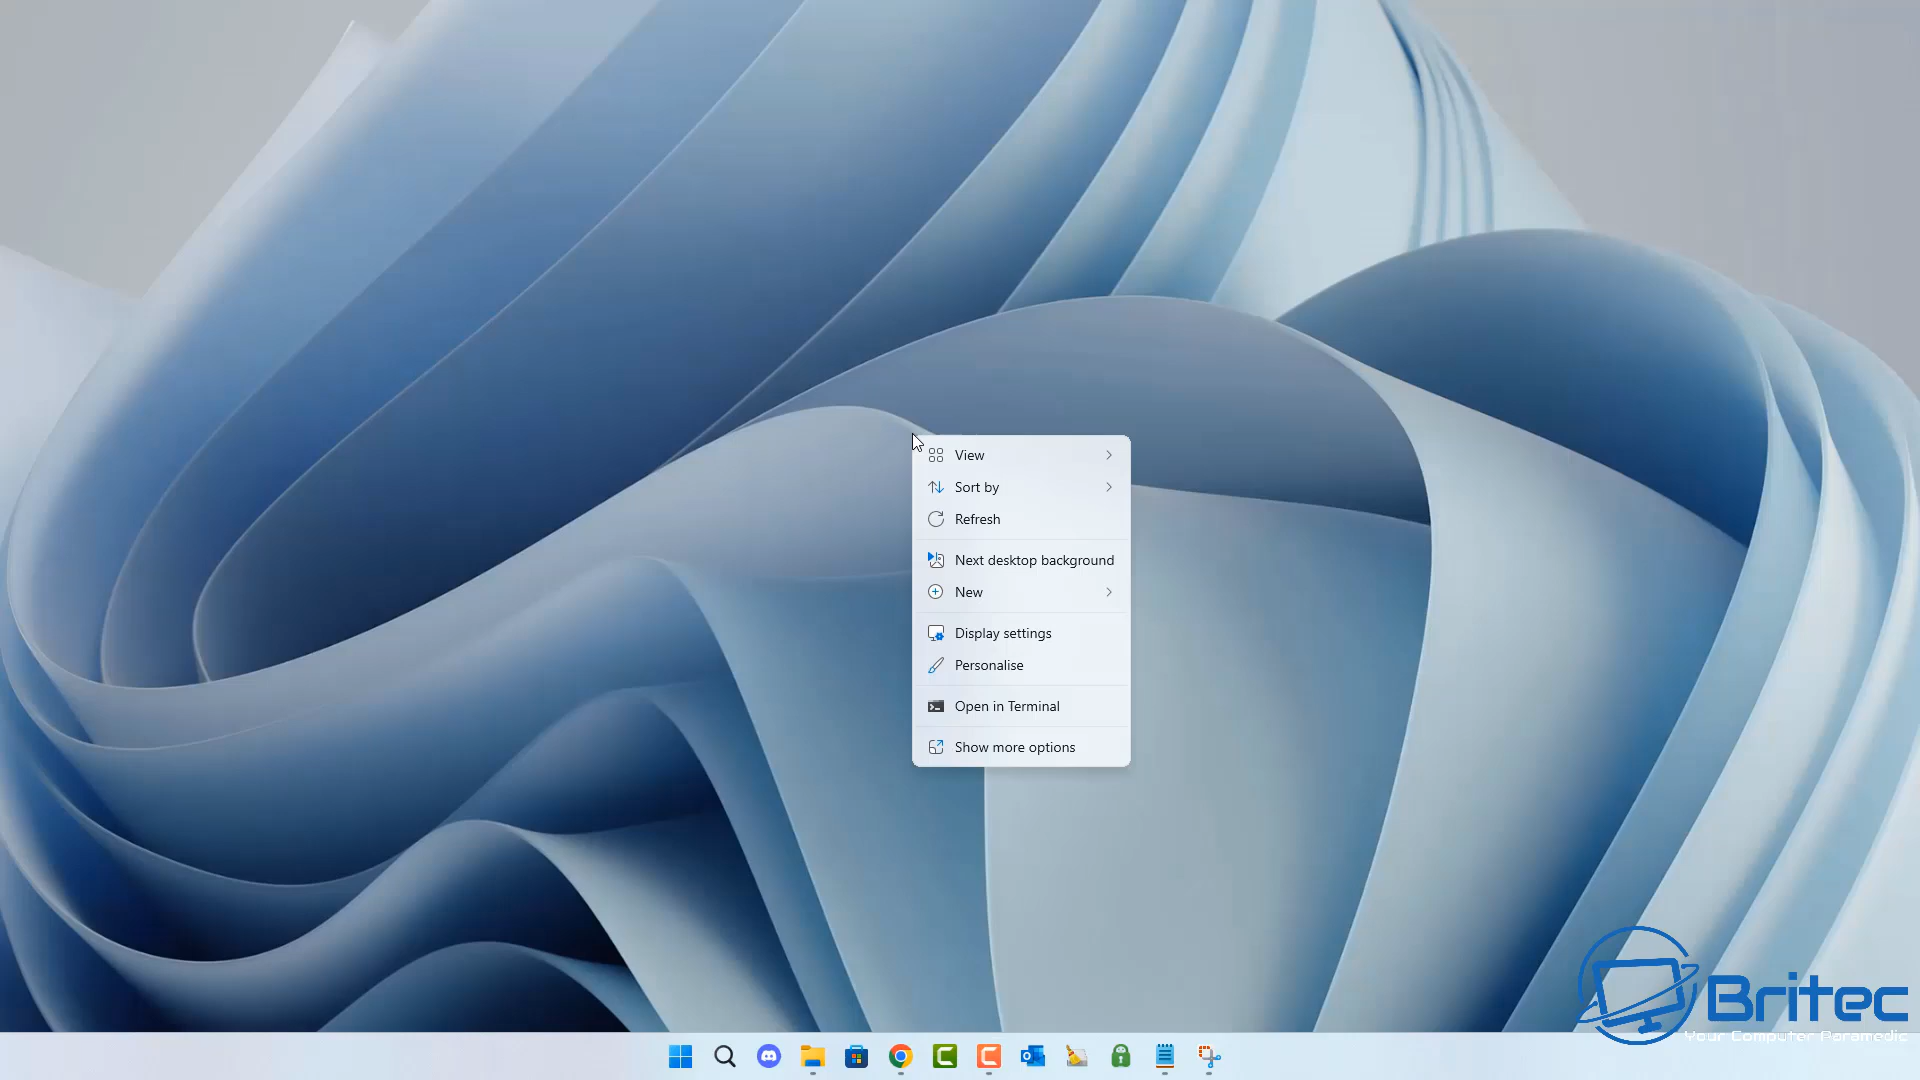 View
Sort by
Refresh
Next desktop background
New
Display settings
Personalise
Open in Terminal
Show more options
Britec
Your Computer Paramedic